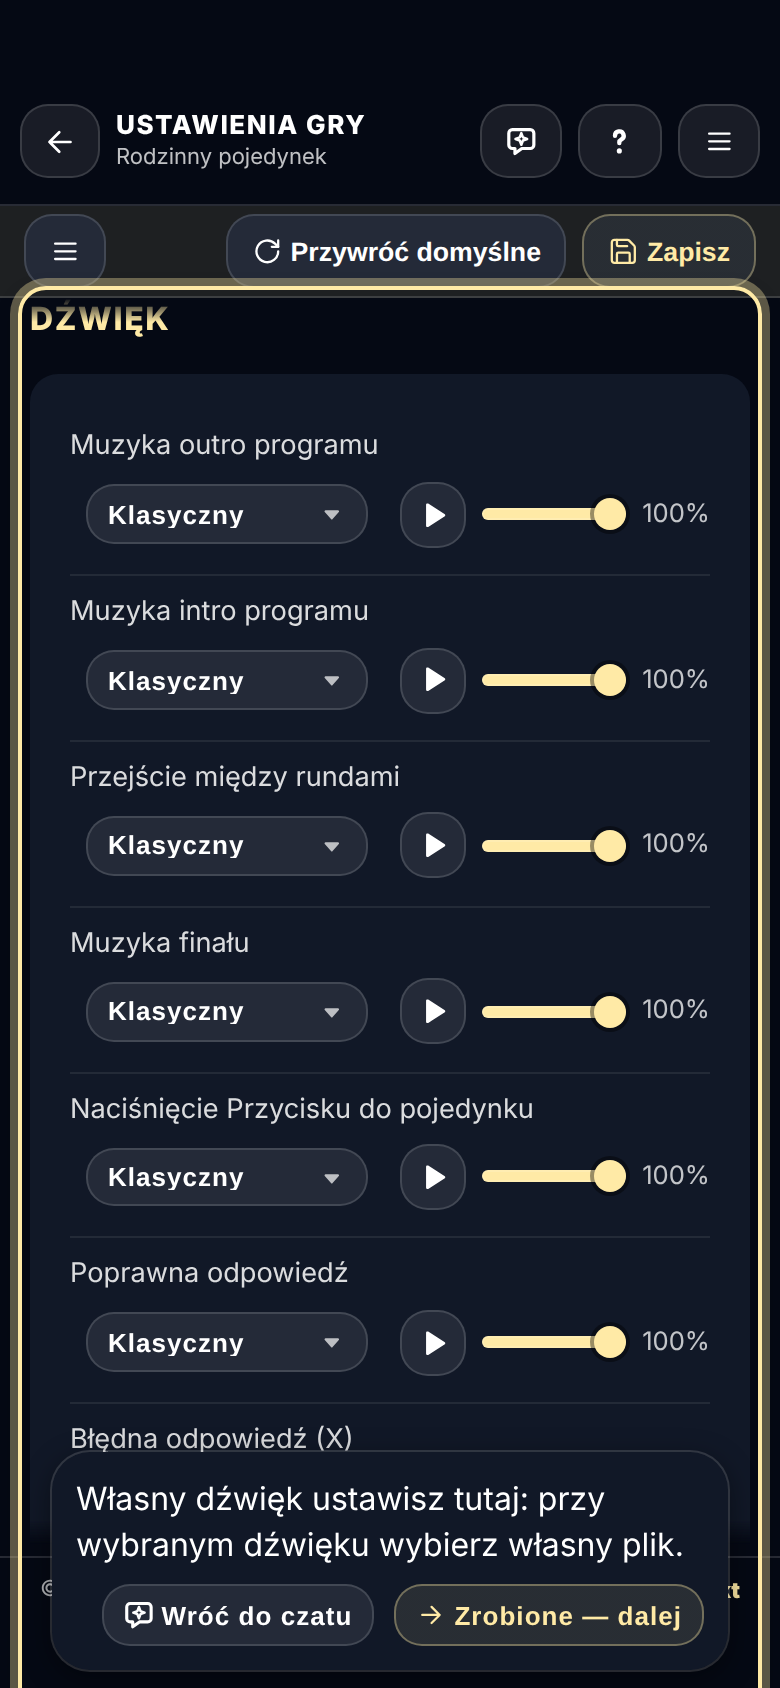 USTAWIENIA GRY
Rodzinny pojedynek
?
Przywróć domyślne
Zapisz
DŹWIĘK
Muzyka outro programu
Klasyczny
100%
Muzyka intro programu
Klasyczny
100%
Przejście między rundami
Klasyczny
100%
Muzyka finału
Klasyczny
100%
Naciśnięcie Przycisku do pojedynku
Klasyczny
100%
Poprawna odpowiedź
Klasyczny
100%
Błędna odpowiedź (X)
Własny dźwięk ustawisz tutaj: przy
wybranym dźwięku wybierz własny plik.
Wróć do czatu
Zrobione — dalej